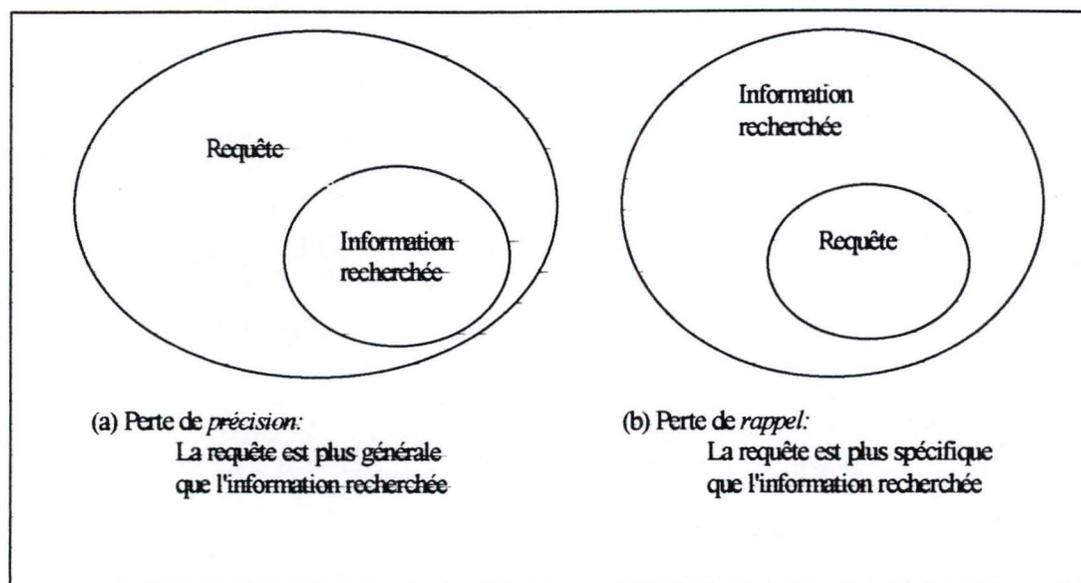 Requête
Information
recherchée
(a) Perte de précision:
La requête est plus générale
que l'information recherchée
Information
recherchée
Requête
(b) Perte de rappel:
La requête est plus spécifique
que l'information recherchée